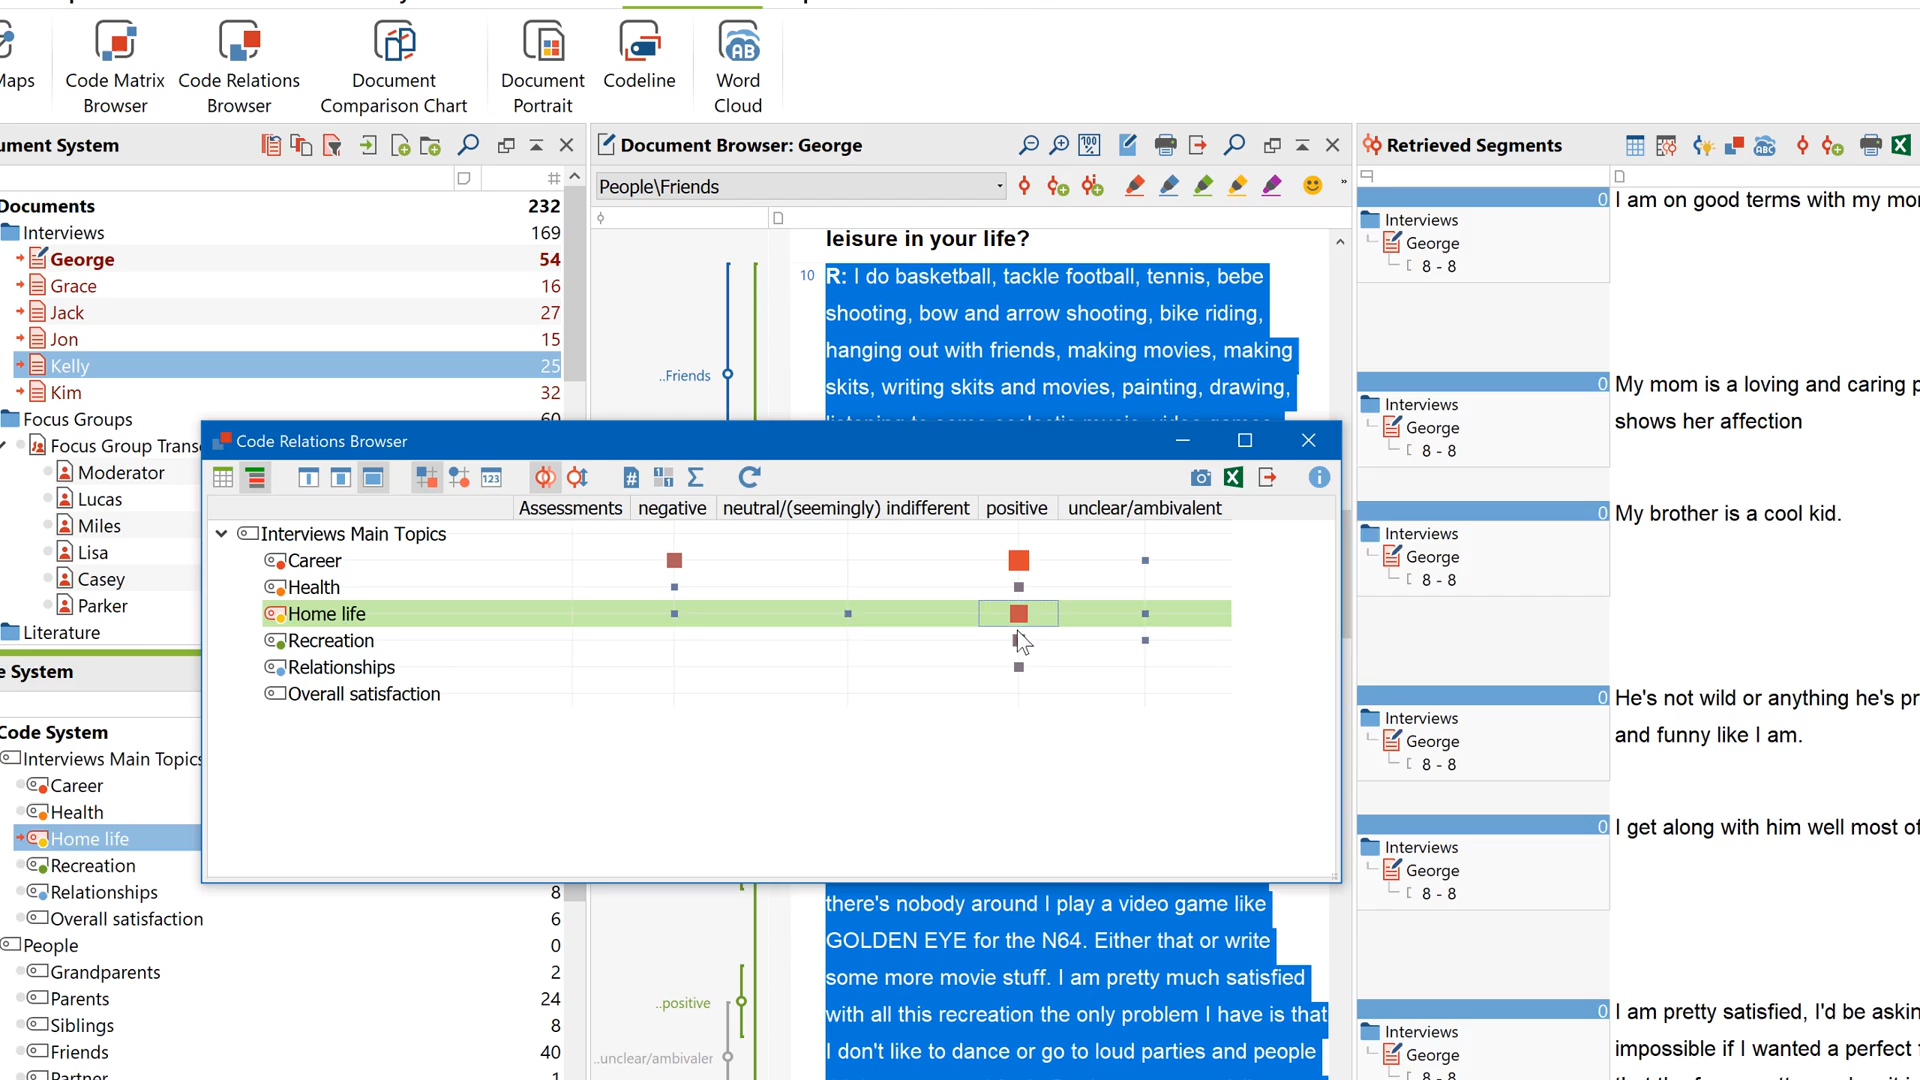 Maps
Code Matrix
Browser
Code Relations
Browser
Document
Comparison Chart
Document
Portrait
Codeline
AB
Word
Cloud
ument System
Documents 232
Interviews 169
George 54
Grace 16
Jack 27
Jon 15
Kelly 25
Kim 32
Focus Groups 60
Focus Group Trans
Moderator
Lucas
Miles
Lisa
Casey
Parker
Literature
e System
Code System
Interviews Main Topics
Career
Health
Home life
Recreation
Relationships 8
Overall satisfaction 6
People 0
Grandparents 2
Parents 24
Siblings 8
Friends 40
Partner 1
Document Browser: George
People\Friends
leisure in your life?
10 R: I do basketball, tackle football, tennis, bebe
shooting, bow and arrow shooting, bike riding,
hanging out with friends, making movies, making
..Friends
skits, writing skits and movies, painting, drawing,
Code Relations Browser
123
Assessments negative neutral/(seemingly) indifferent positive unclear/ambivalent
Interviews Main Topics
Career
Health
Home life
Recreation
Relationships
Overall satisfaction
there's nobody around I play a video game like
GOLDEN EYE for the N64. Either that or write
some more movie stuff. I am pretty much satisfied
..positive
with all this recreation the only problem I have is that
I don't like to dance or go to loud parties and people
..unclear/ambivaler
Retrieved Segments
0 I am on good terms with my mo
Interviews
George
8 - 8
0 My mom is a loving and caring p
Interviews
shows her affection
George
8 - 8
0 My brother is a cool kid.
Interviews
George
8 - 8
0 He's not wild or anything he's pr
Interviews
and funny like I am.
George
8 - 8
0 I get along with him well most of
Interviews
George
8 - 8
0 I am pretty satisfied, I'd be askin
Interviews
impossible if I wanted a perfect f
George
8 - 8